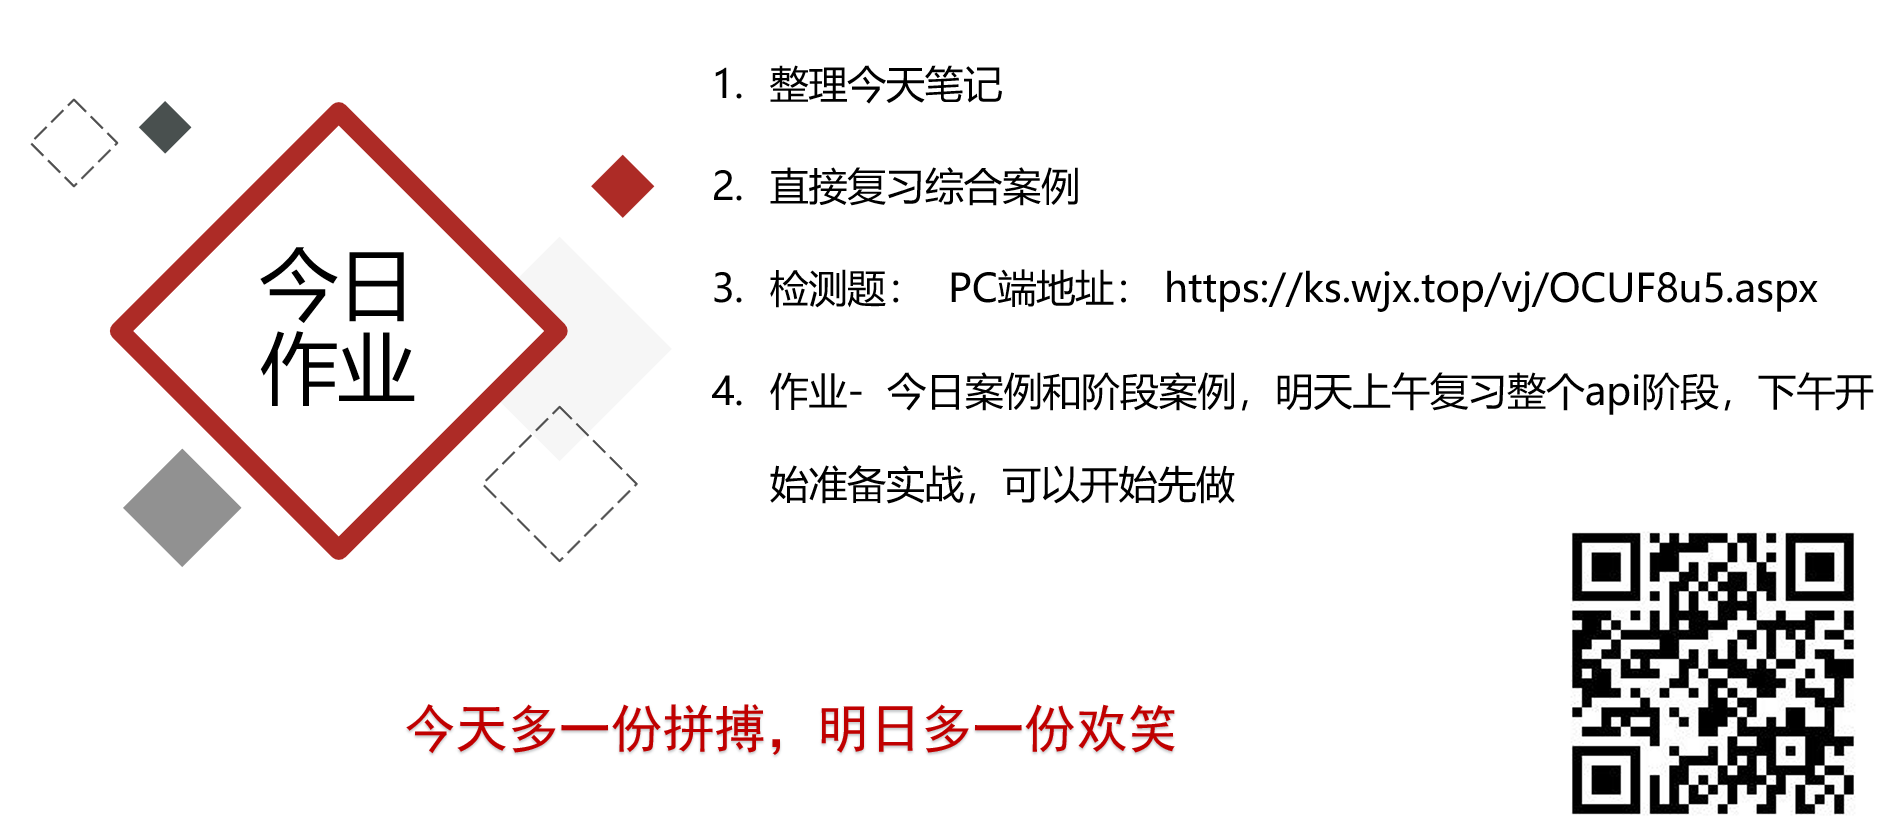 今日
作业
1. 整理今天笔记
2. 直接复习综合案例
3. 检测题： PC端地址： https://ks.wjx.top/vj/OCUF8u5.aspx
4. 作业- 今日案例和阶段案例，明天上午复习整个api阶段，下午开
始准备实战，可以开始先做
今天多一份拼搏，明日多一份欢笑